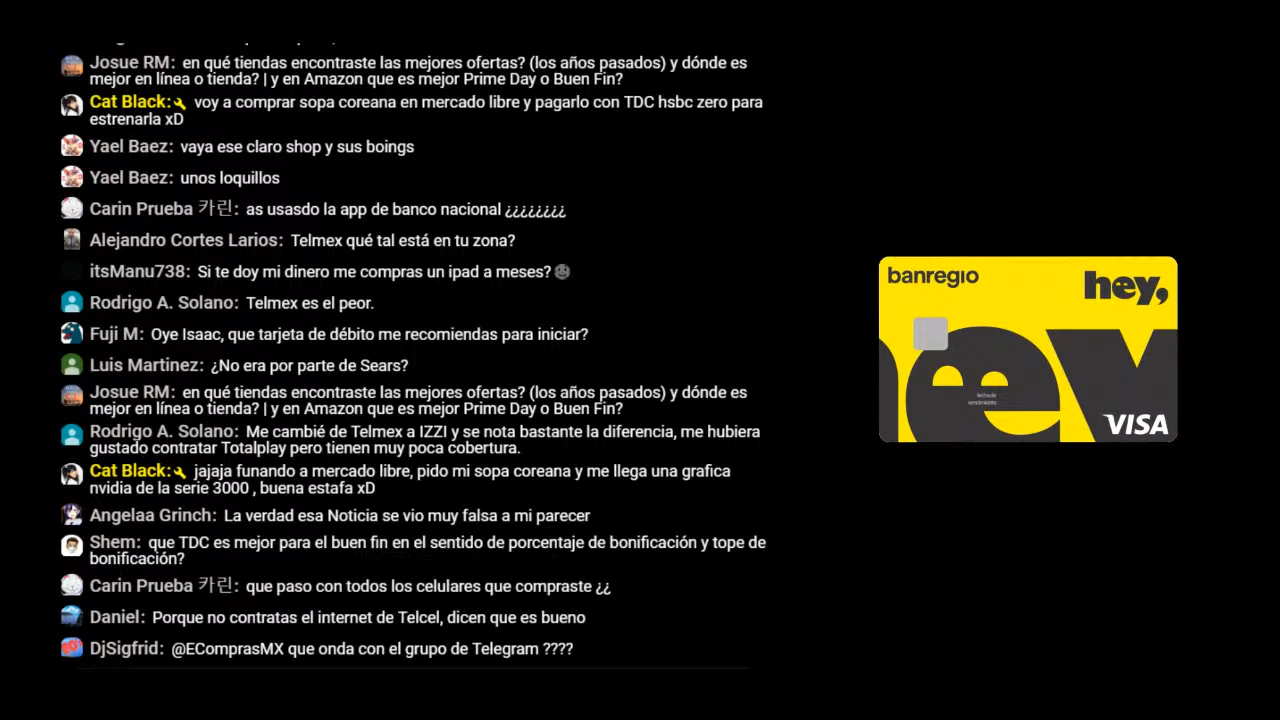 Josue RM: en qué tiendas encontraste las mejores ofertas? (los años pasados) y dónde es
mejor en línea o tienda? | y en Amazon que es mejor Prime Day o Buen Fin?
Cat Black: voy a comprar sopa coreana en mercado libre y pagarlo con TDC hsbc zero para
estrenarla xD
Yael Baez: vaya ese claro shop y sus boings
Yael Baez: unos loquillos
Carin Prueba 카린: as usasdo la app de banco nacional ¿¿¿¿¿¿¿¿
Alejandro Cortes Larios: Telmex qué tal está en tu zona?
itsManu738: Si te doy mi dinero me compras un ipad a meses?
Rodrigo A. Solano: Telmex es el peor.
Fuji M: Oye Isaac, que tarjeta de débito me recomiendas para iniciar?
Luis Martinez: ¿No era por parte de Sears?
Josue RM: en qué tiendas encontraste las mejores ofertas? (los años pasados) y dónde es
mejor en línea o tienda? | y en Amazon que es mejor Prime Day o Buen Fin?
Rodrigo A. Solano: Me cambié de Telmex a IZZI y se nota bastante la diferencia, me hubiera
gustado contratar Totalplay pero tienen muy poca cobertura.
Cat Black: jajaja funando a mercado libre, pido mi sopa coreana y me llega una grafica
nvidia de la serie 3000 , buena estafa xD
Angelaa Grinch: La verdad esa Noticia se vio muy falsa a mi parecer
Shem: que TDC es mejor para el buen fin en el sentido de porcentaje de bonificación y tope de
bonificación?
Carin Prueba 카린: que paso con todos los celulares que compraste ¿¿
Daniel: Porque no contratas el internet de Telcel, dicen que es bueno
DjSigfrid: @EComprasMX que onda con el grupo de Telegram ????
banregio
hey,
ey
VISA